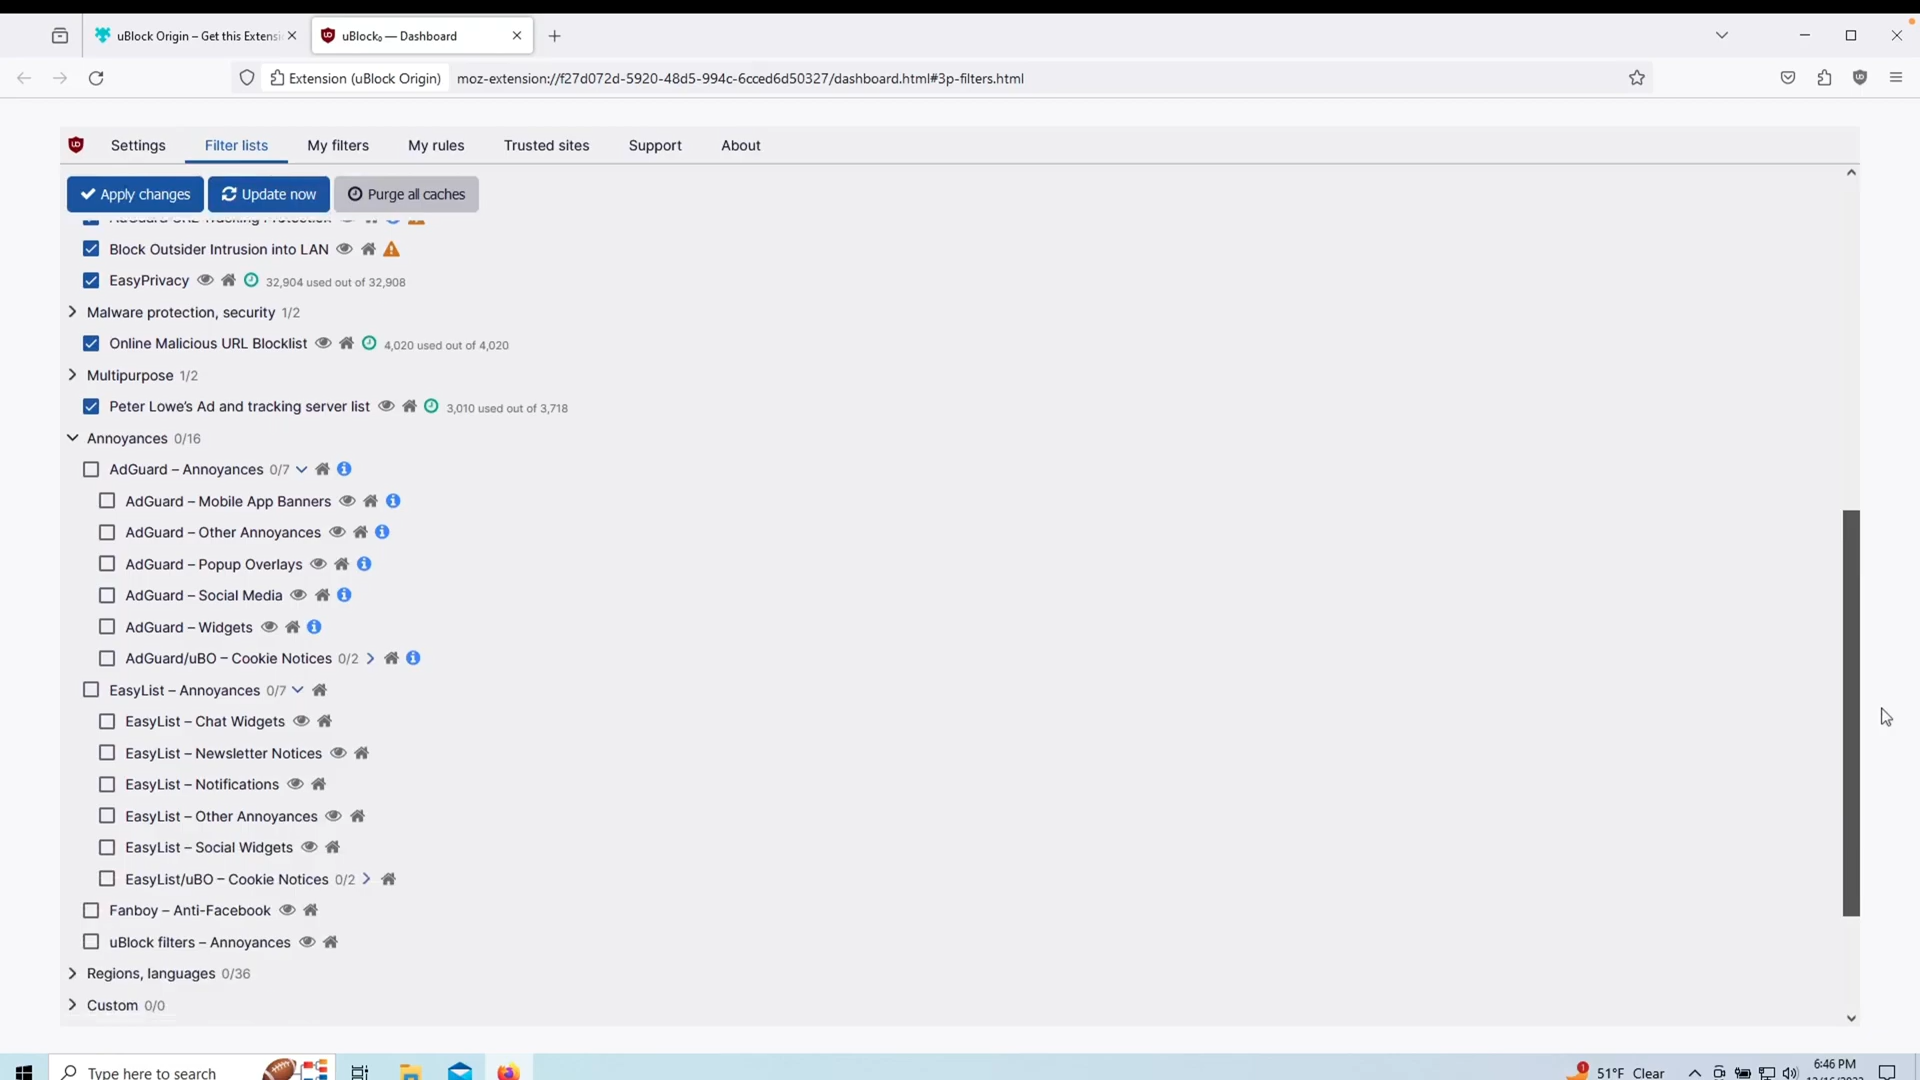 uBlock Origin – Get this Extensi
uBlock₀ — Dashboard
Extension (uBlock Origin)
moz-extension://f27d072d-5920-48d5-994c-6cced6d50327/dashboard.html#3p-filters.html
Settings
Filter lists
My filters
My rules
Trusted sites
Support
About
Apply changes
Update now
Purge all caches
AdGuard URL Tracking Protection
Block Outsider Intrusion into LAN
EasyPrivacy 32,904 used out of 32,908
Malware protection, security 1/2
Online Malicious URL Blocklist 4,020 used out of 4,020
Multipurpose 1/2
Peter Lowe's Ad and tracking server list 3,010 used out of 3,718
Annoyances 0/16
AdGuard – Annoyances 0/7
AdGuard – Mobile App Banners
AdGuard – Other Annoyances
AdGuard – Popup Overlays
AdGuard – Social Media
AdGuard – Widgets
AdGuard/uBO – Cookie Notices 0/2
EasyList – Annoyances 0/7
EasyList – Chat Widgets
EasyList – Newsletter Notices
EasyList – Notifications
EasyList – Other Annoyances
EasyList – Social Widgets
EasyList/uBO – Cookie Notices 0/2
Fanboy – Anti-Facebook
uBlock filters – Annoyances
Regions, languages 0/36
Custom 0/0
Type here to search
51°F Clear
6:46 PM